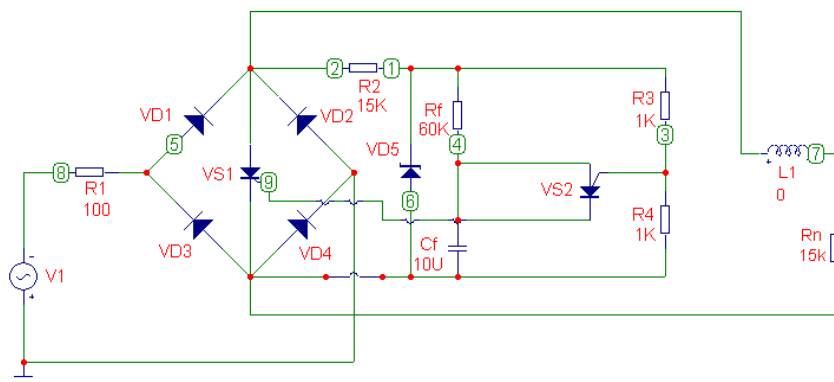 2
1
R2
15K
VD1
VD2
Rf
60K
R3
1K
5
4
3
VD5
8
VS1
9
7
R1
100
6
VS2
L1
0
VD3
VD4
Cf
10U
R4
1K
Rn
15k
V1